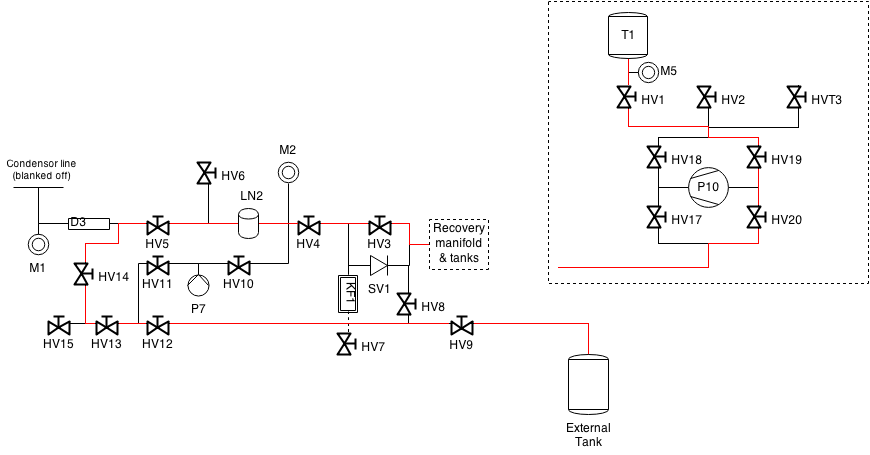 T1
M5
HV1
HV2
HVT3
HV18
HV19
P10
HV17
HV20
M2
Condensor line
(blanked off)
HV6
LN2
D3
HV5
HV4
HV3
Recovery
manifold
& tanks
M1
HV14
HV11
HV10
P7
KF1
SV1
HV8
HV15
HV13
HV12
HV7
HV9
External
Tank